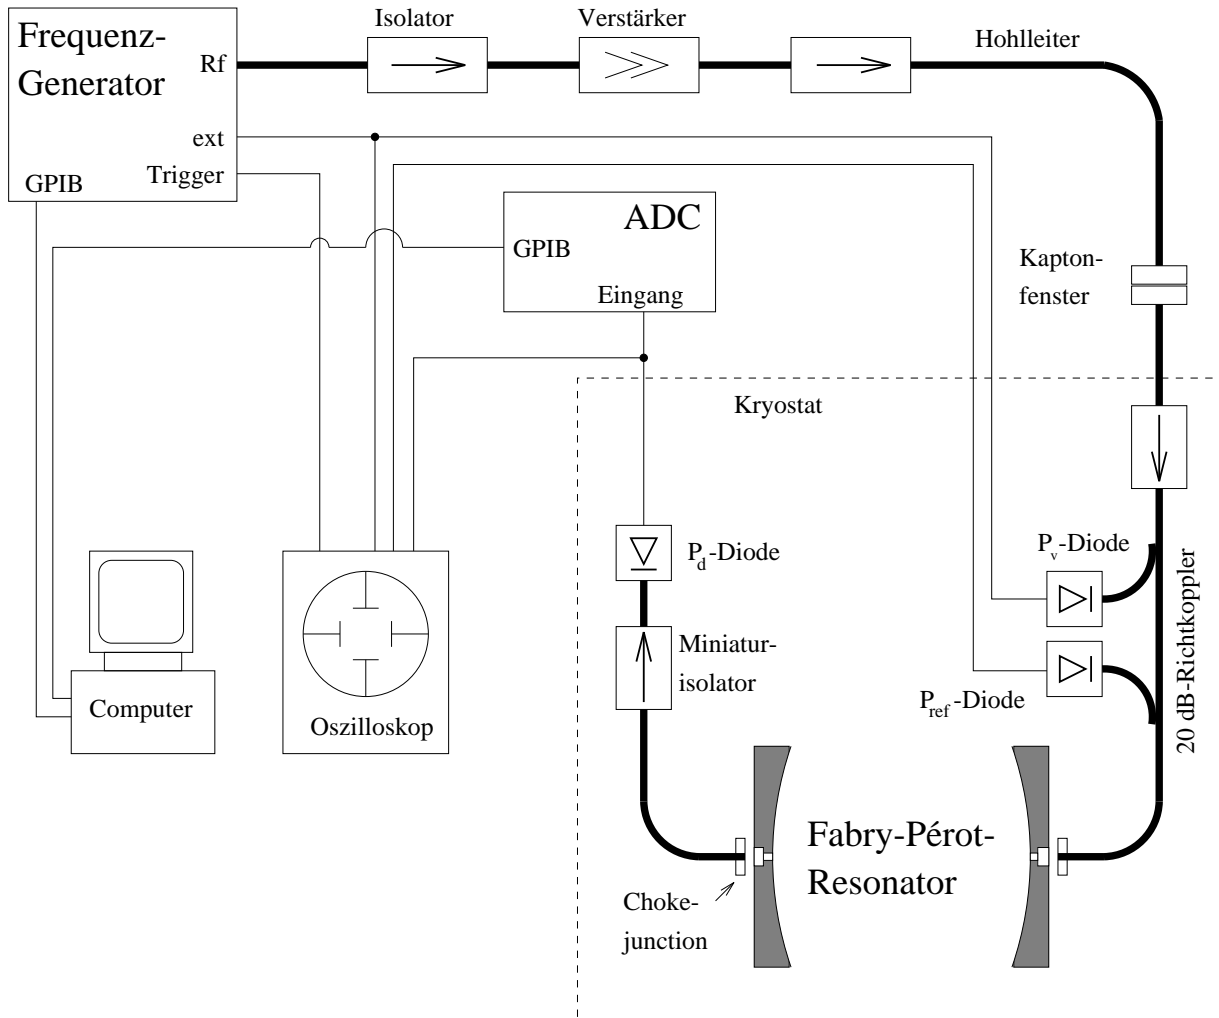 Isolator
Verstärker
Hohlleiter
Frequenz-
Generator
Rf
ext
Trigger
GPIB
ADC
GPIB
Eingang
Kapton-
fenster
Kryostat
P_d-Diode
P_v-Diode
20 dB-Richtkoppler
Miniatur-
isolator
P_ref-Diode
Computer
Oszilloskop
Fabry-Pérot-
Resonator
Choke-
junction